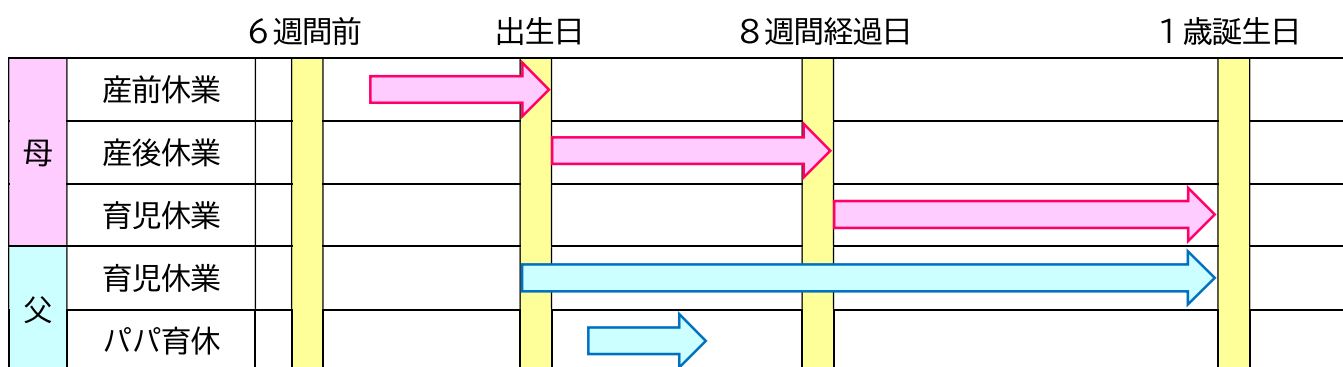 ６週間前 出生日 ８週間経過日 １歳誕生日
母
産前休業
産後休業
育児休業
父
育児休業
パパ育休